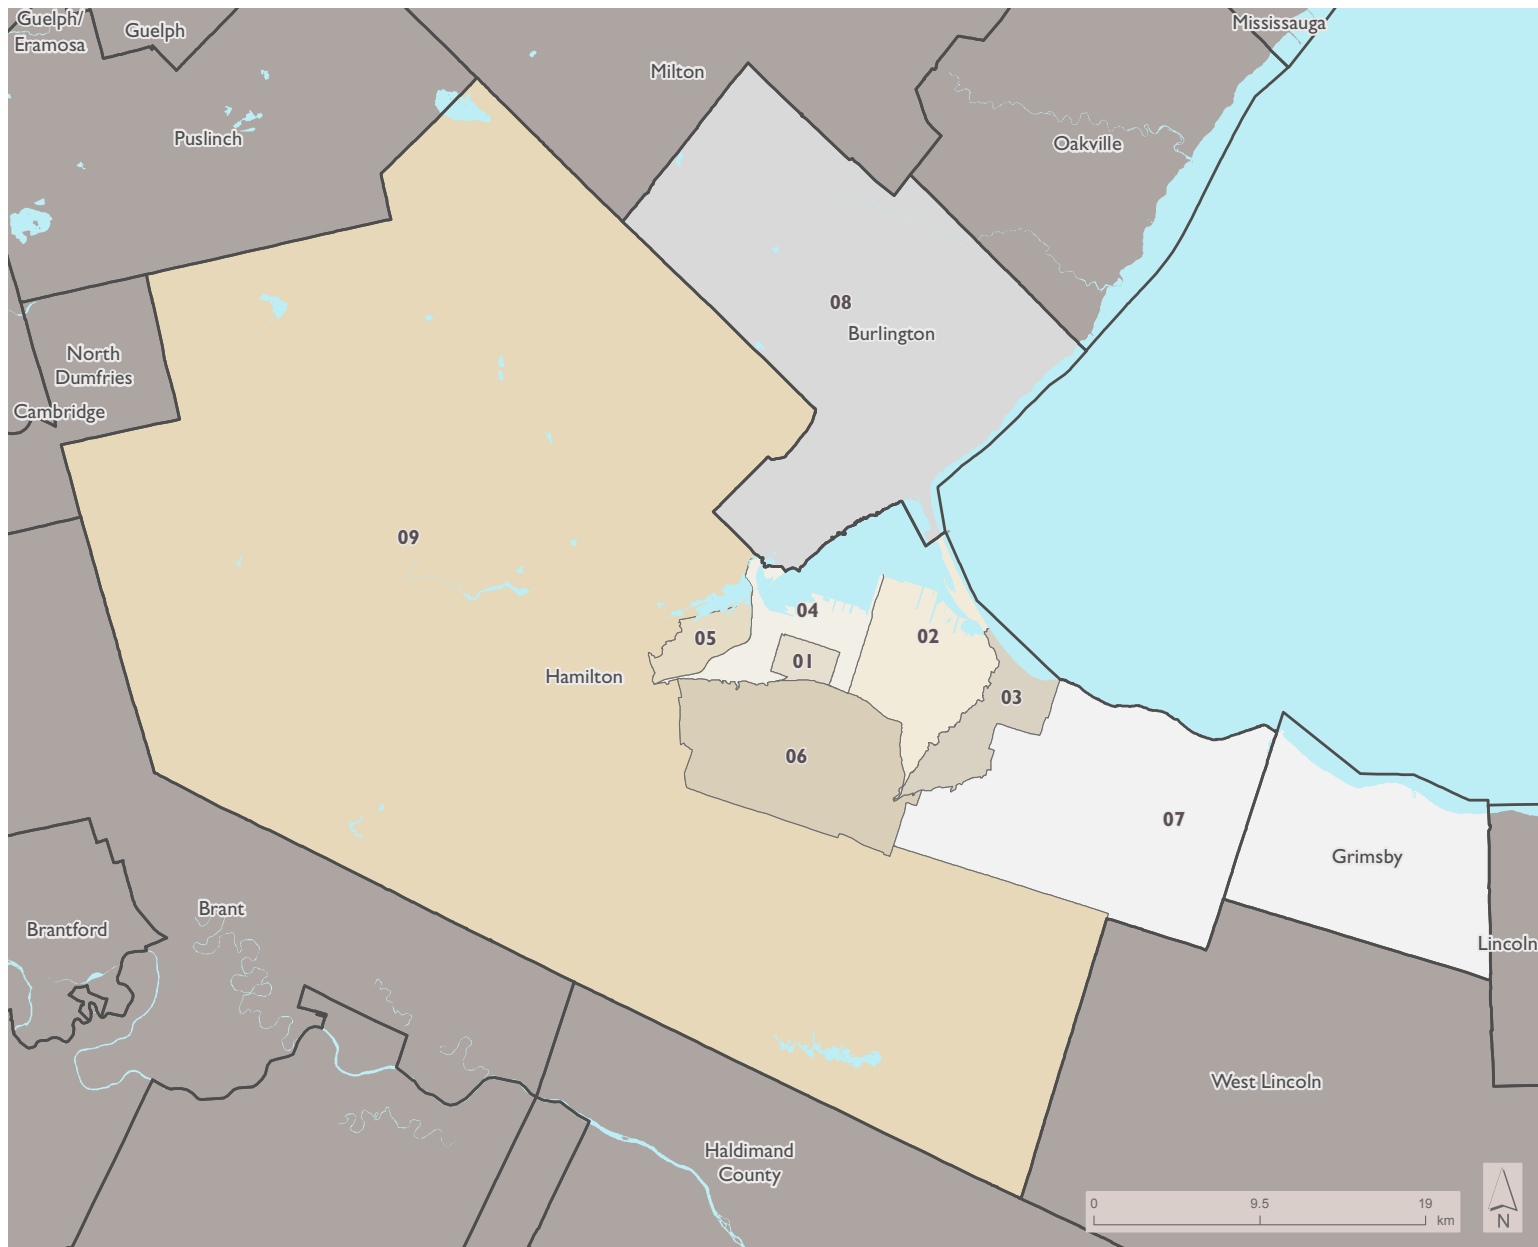 Guelph/
Eramosa
Guelph
Mississauga
Milton
Puslinch
Oakville
08
Burlington
North
Dumfries
Cambridge
09
04
05
02
01
Hamilton
03
06
07
Grimsby
Brant
Brantford
Lincoln
West Lincoln
Haldimand
County
0 9.5 19
km
N